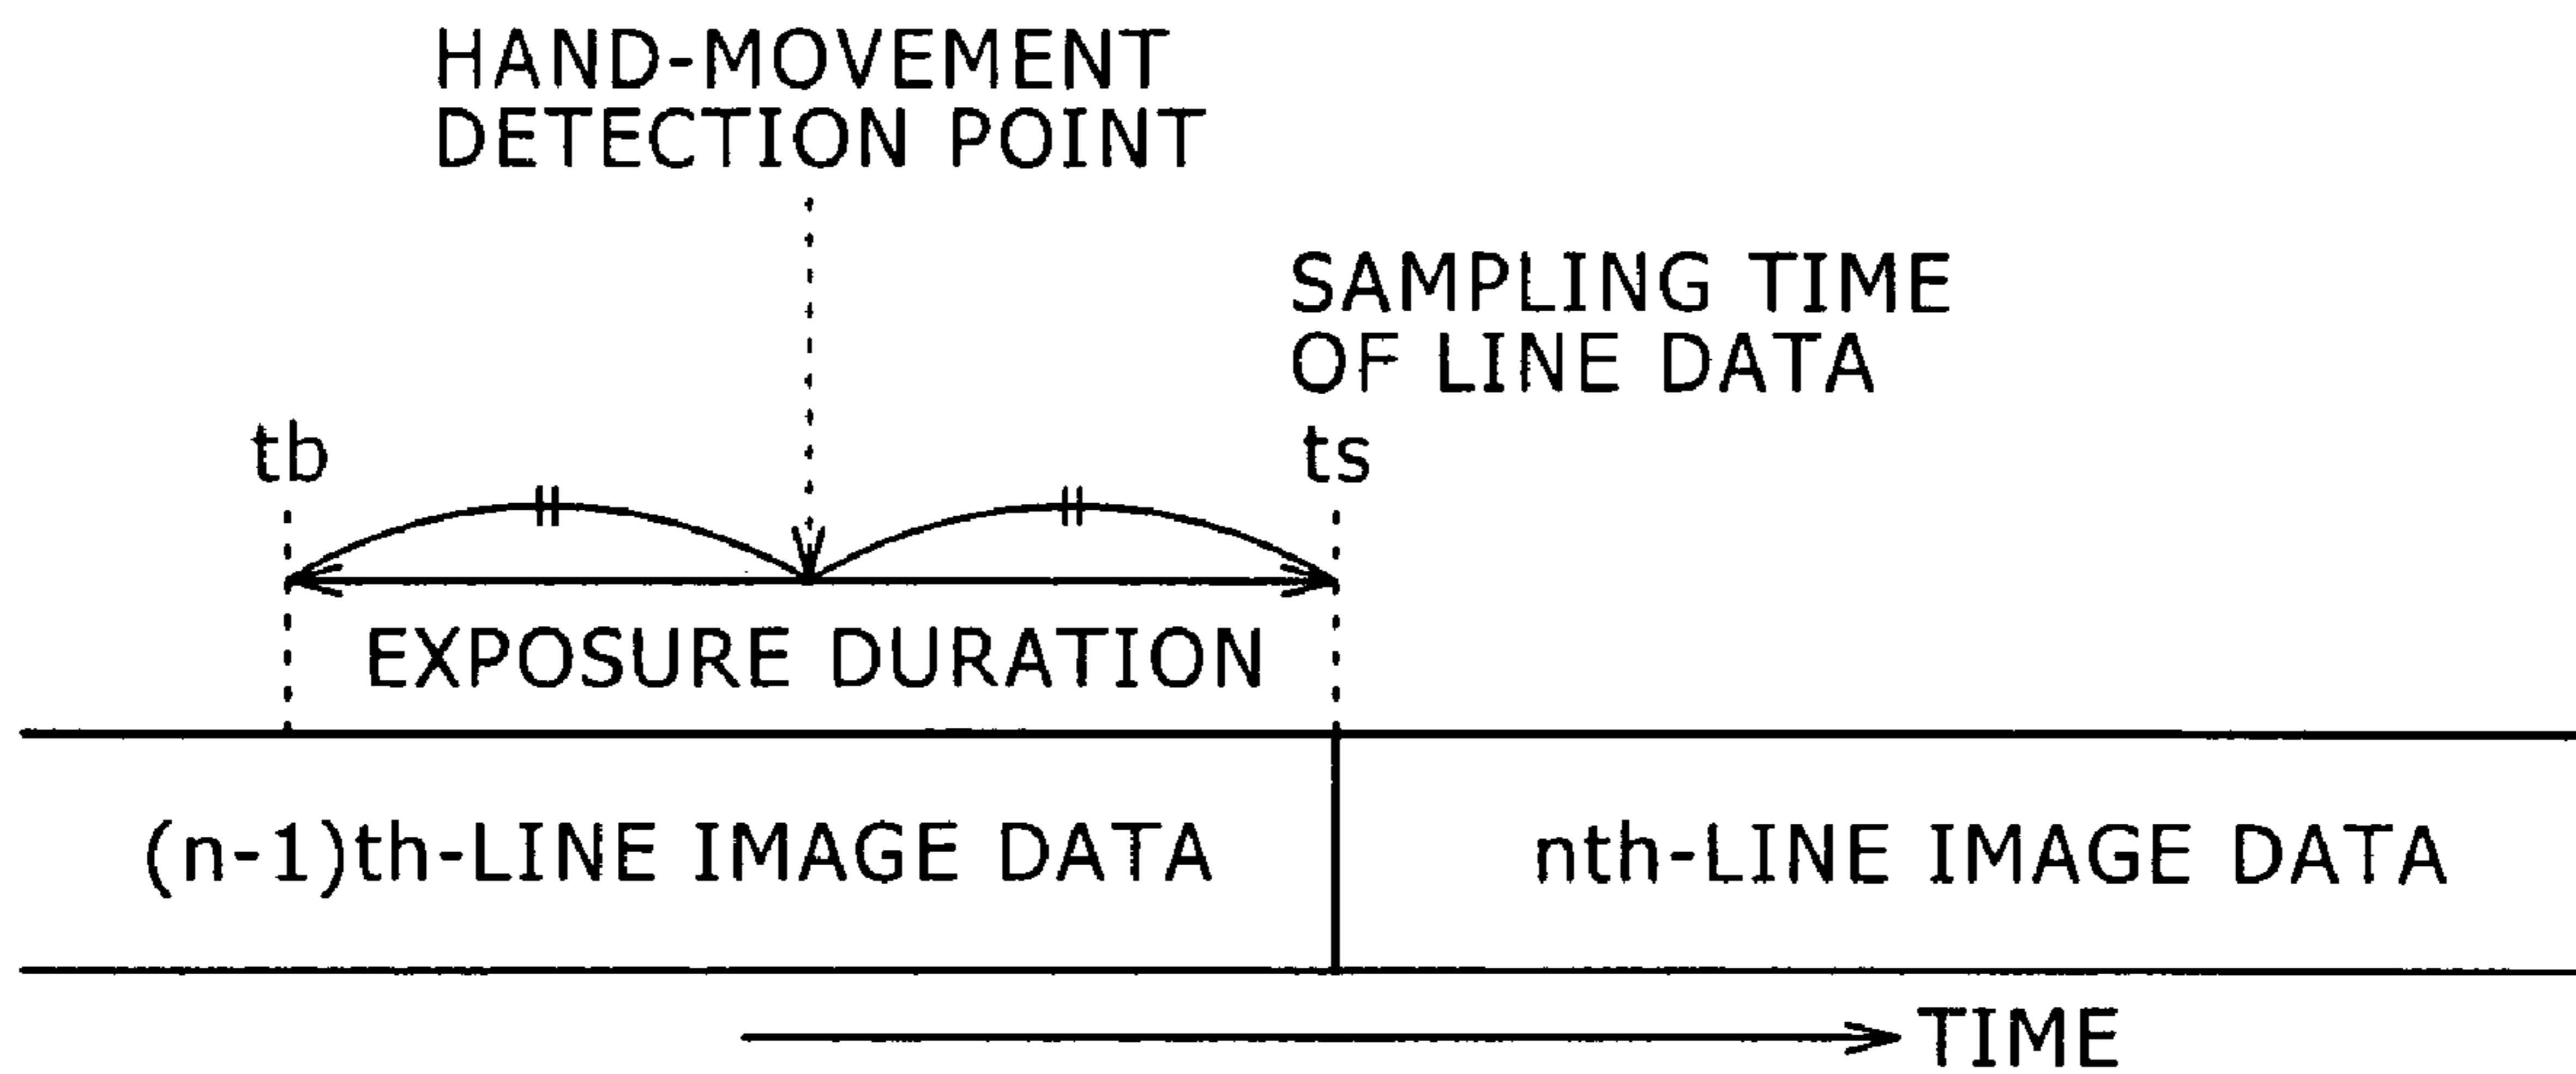 HAND-MOVEMENT
DETECTION POINT
SAMPLING TIME
OF LINE DATA
tb
ts
EXPOSURE DURATION
(n-1)th-LINE IMAGE DATA
nth-LINE IMAGE DATA
TIME